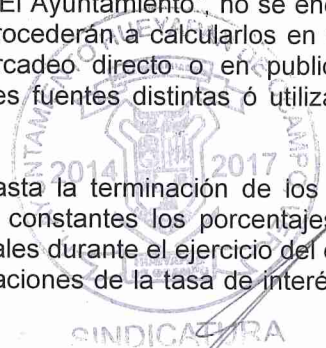 El Ayuntamiento , no se en
rocederán a calcularlos en
rcadeo directo o en public
es fuentes distintas ó utiliza
2014 2017
asta la terminación de los
constantes los porcentajes
ales durante el ejercicio del
aciones de la tasa de interé
SINDICATURA